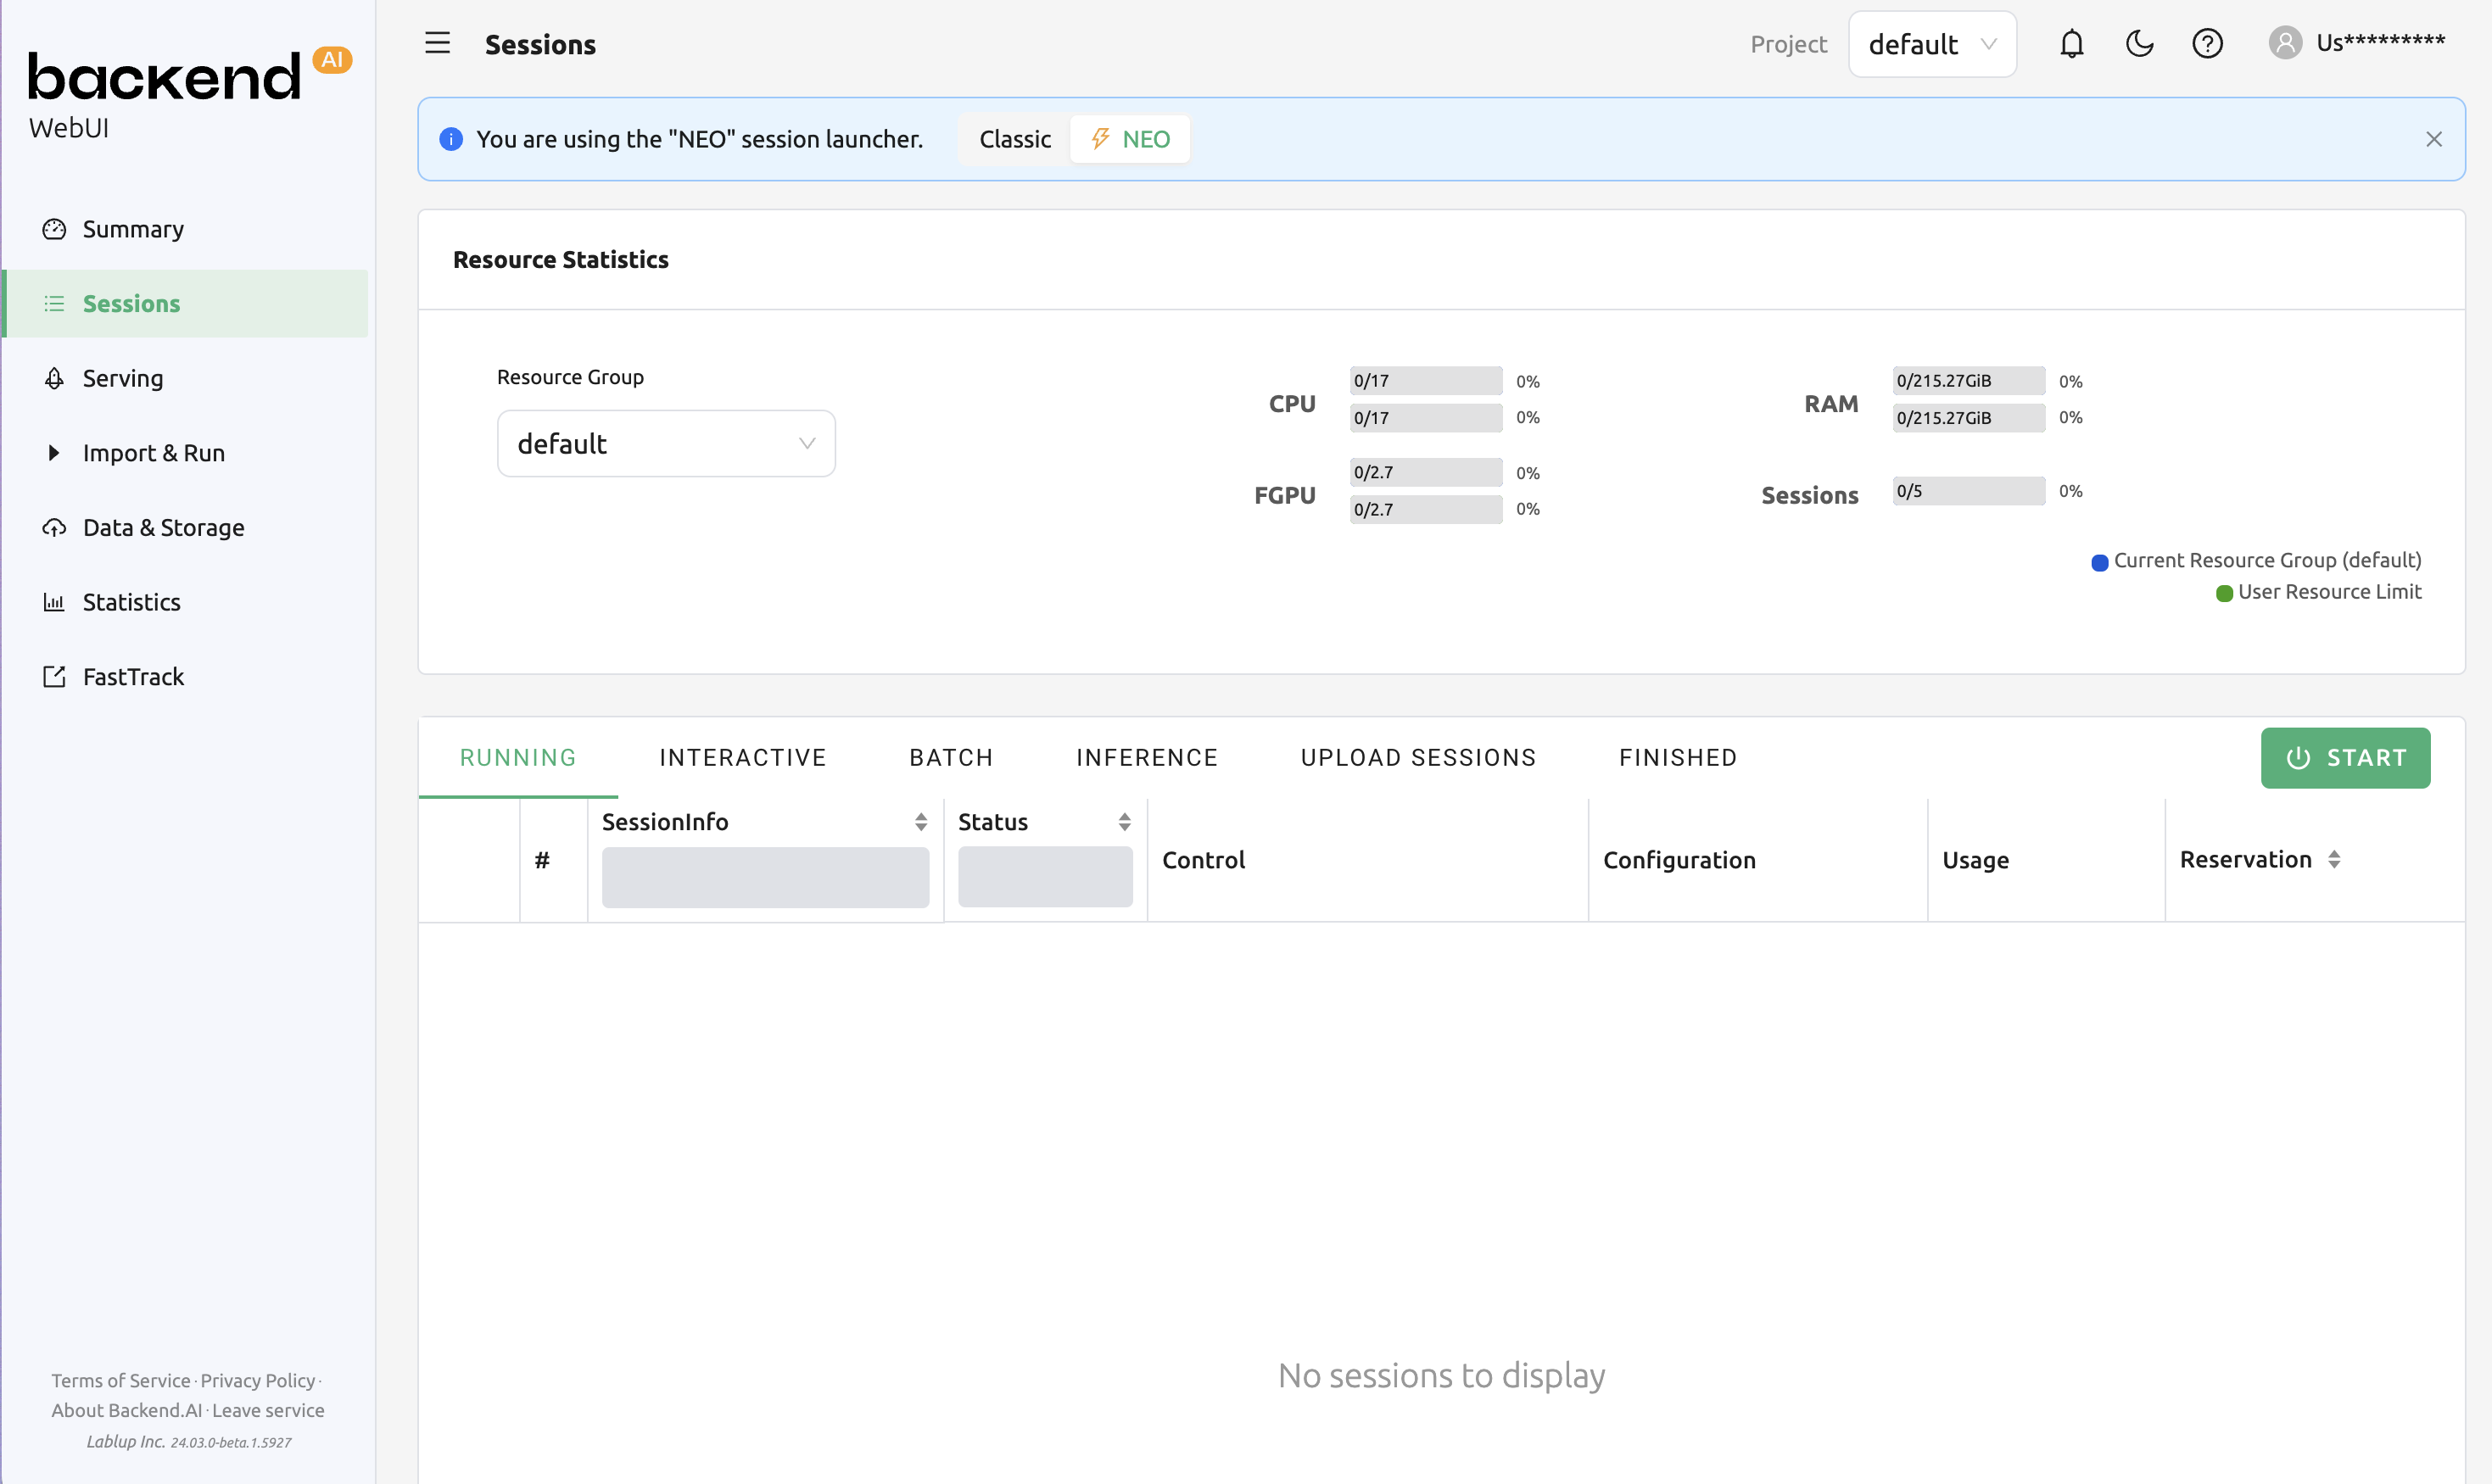 backend AI
WebUI
Summary
Sessions
Serving
Import & Run
Data & Storage
Statistics
FastTrack
Terms of Service · Privacy Policy ·
About Backend.AI · Leave service
Lablup Inc. 24.03.0-beta.1.5927
Sessions
Project default Us*********
You are using the "NEO" session launcher. Classic NEO
Resource Statistics
Resource Group
default
CPU
0/17 0%
0/17 0%
RAM
0/215.27GiB 0%
0/215.27GiB 0%
FGPU
0/2.7 0%
0/2.7 0%
Sessions
0/5 0%
Current Resource Group (default)
User Resource Limit
RUNNING INTERACTIVE BATCH INFERENCE UPLOAD SESSIONS FINISHED START
# SessionInfo Status Control Configuration Usage Reservation
No sessions to display